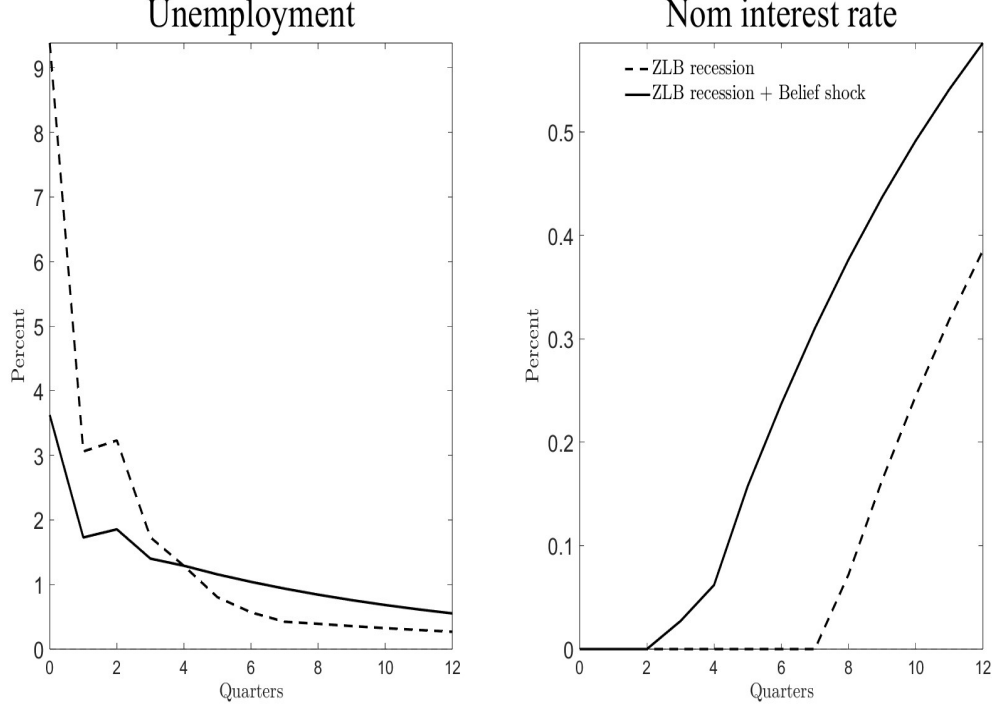 Unemployment
9
8
7
6
5
4
3
2
1
0
Percent
0 2 4 6 8 10 12
Quarters
Nom interest rate
ZLB recession
ZLB recession + Belief shock
0.5
0.4
0.3
0.2
0.1
0
Percent
0 2 4 6 8 10 12
Quarters